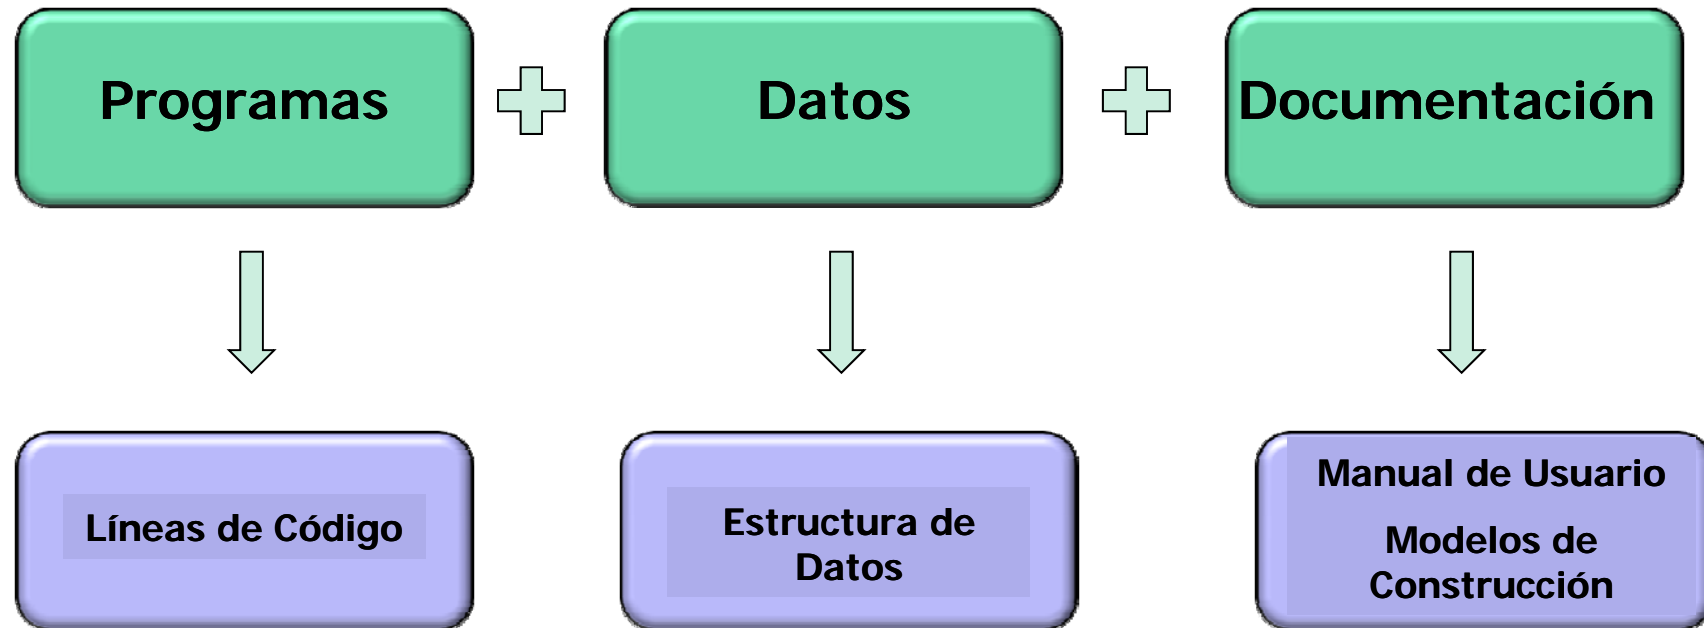 Programas
Datos
Documentación
Líneas de Código
Estructura de
Datos
Manual de Usuario
Modelos de
Construcción